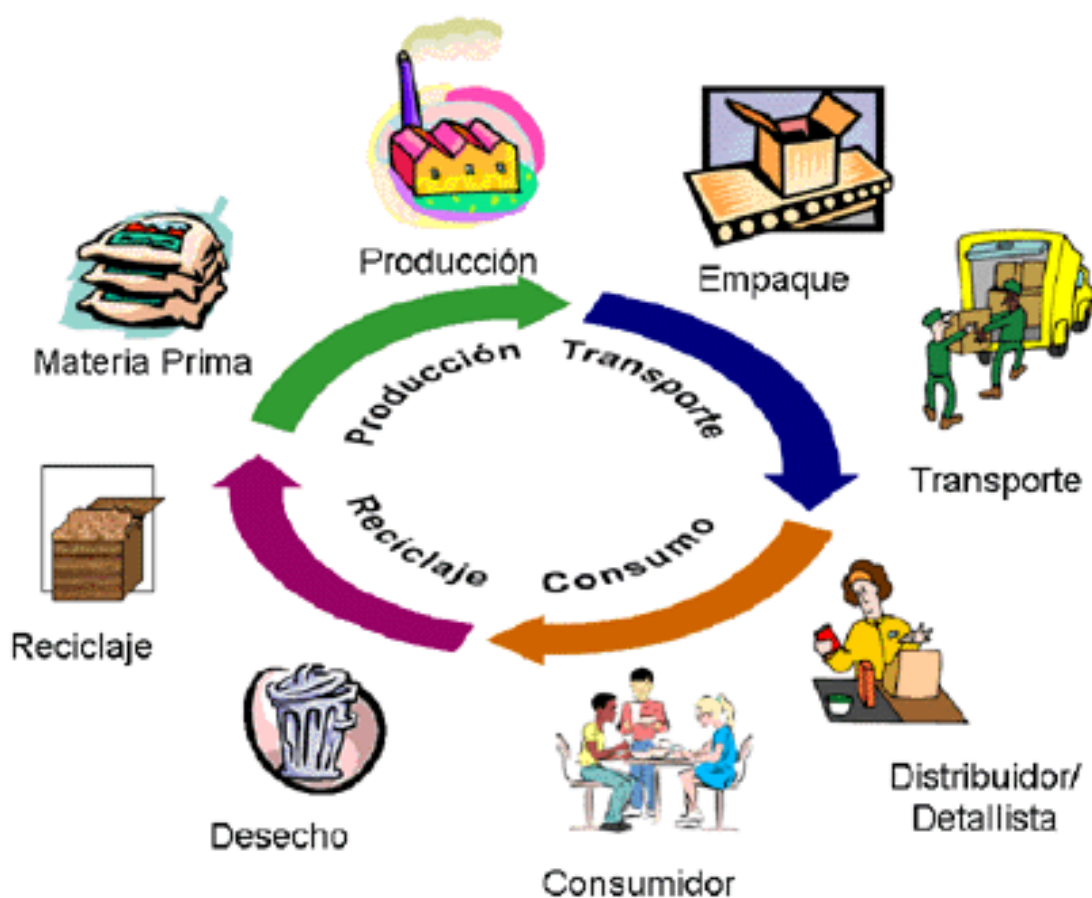 Producción
Empaque
Materia Prima
Producción
Transporte
Transporte
Reciclaje
Consumo
Reciclaje
Distribuidor/
Detallista
Desecho
Consumidor